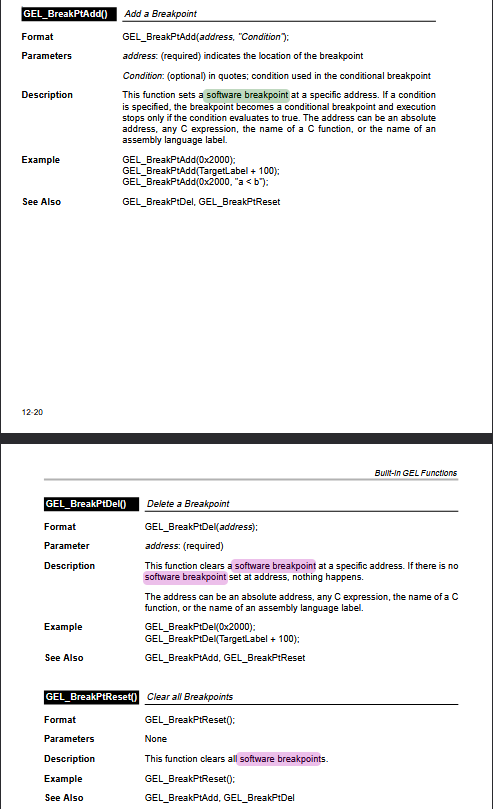 GEL_BreakPtAdd() Add a Breakpoint
Format GEL_BreakPtAdd(address, "Condition");
Parameters address: (required) indicates the location of the breakpoint
Condition: (optional) in quotes; condition used in the conditional breakpoint
Description This function sets a software breakpoint at a specific address. If a condition
is specified, the breakpoint becomes a conditional breakpoint and execution
stops only if the condition evaluates to true. The address can be an absolute
address, any C expression, the name of a C function, or the name of an
assembly language label.
Example GEL_BreakPtAdd(0x2000);
GEL_BreakPtAdd(TargetLabel + 100);
GEL_BreakPtAdd(0x2000, "a < b");
See Also GEL_BreakPtDel, GEL_BreakPtReset
12-20
Built-In GEL Functions
GEL_BreakPtDel() Delete a Breakpoint
Format GEL_BreakPtDel(address);
Parameter address: (required)
Description This function clears a software breakpoint at a specific address. If there is no
software breakpoint set at address, nothing happens.
The address can be an absolute address, any C expression, the name of a C
function, or the name of an assembly language label.
Example GEL_BreakPtDel(0x2000);
GEL_BreakPtDel(TargetLabel + 100);
See Also GEL_BreakPtAdd, GEL_BreakPtReset
GEL_BreakPtReset() Clear all Breakpoints
Format GEL_BreakPtReset();
Parameters None
Description This function clears all software breakpoints.
Example GEL_BreakPtReset();
See Also GEL_BreakPtAdd, GEL_BreakPtDel